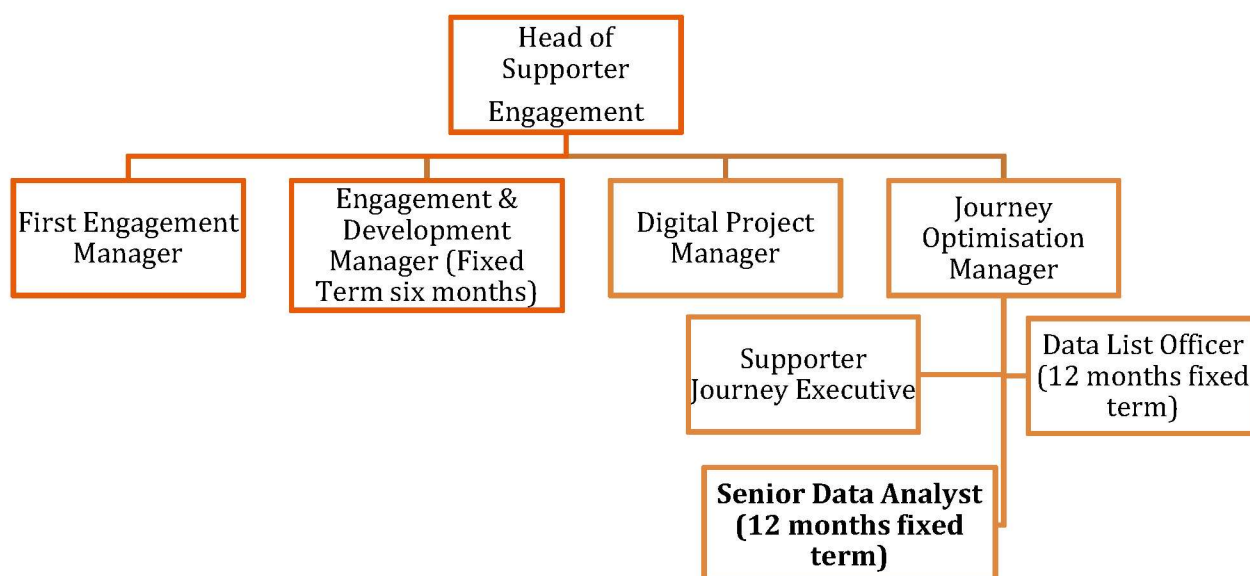 Head of
Supporter
Engagement
First Engagement
Manager
Engagement &
Development
Manager (Fixed
Term six months)
Digital Project
Manager
Journey
Optimisation
Manager
Supporter
Journey Executive
Data List Officer
(12 months fixed
term)
Senior Data Analyst
(12 months fixed
term)